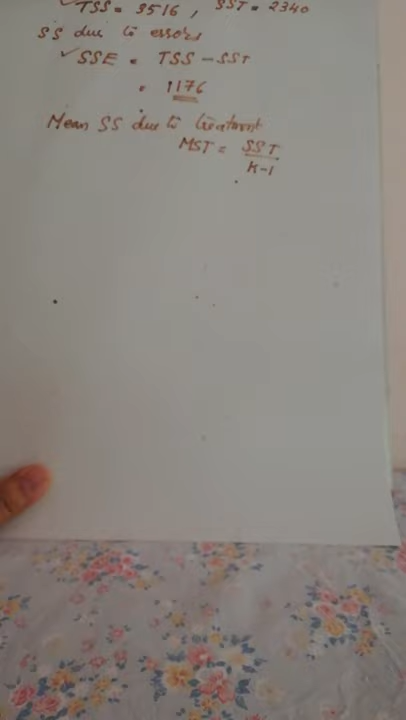 ✓TSS = 3516 , SST = 2340
SS due to errors
✓SSE = TSS - SST
= 1176
Mean SS due to treatment
MST = SST / K-1